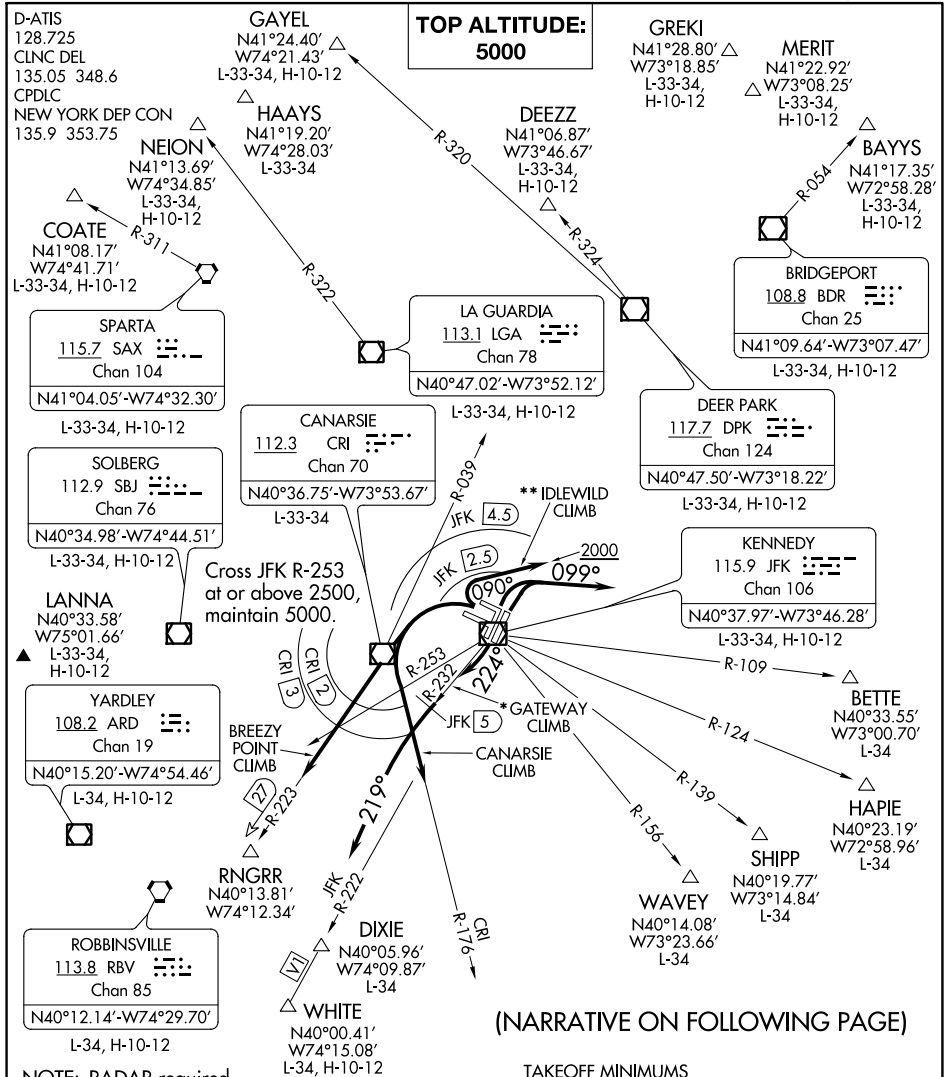 D-ATIS
128.725
CLNC DEL
135.05 348.6
CPDLC
NEW YORK DEP CON
135.9 353.75
GAYEL
N41°24.40′
W74°21.43′
L-33-34, H-10-12
TOP ALTITUDE:
5000
GREKI
N41°28.80′
W73°18.85′
L-33-34,
H-10-12
MERIT
N41°22.92′
W73°08.25′
L-33-34,
H-10-12
HAAYS
N41°19.20′
W74°28.03′
L-33-34
DEEZZ
N41°06.87′
W73°46.67′
L-33-34,
H-10-12
BAYYS
N41°17.35′
W72°58.28′
L-33-34,
H-10-12
NEION
N41°13.69′
W74°34.85′
L-33-34,
H-10-12
COATE
N41°08.17′
W74°41.71′
L-33-34, H-10-12
R-320
R-054
R-311
R-322
R-324
BRIDGEPORT
108.8 BDR
Chan 25
N41°09.64′-W73°07.47′
L-33-34, H-10-12
SPARTA
115.7 SAX
Chan 104
N41°04.05′-W74°32.30′
L-33-34, H-10-12
LA GUARDIA
113.1 LGA
Chan 78
N40°47.02′-W73°52.12′
L-33-34, H-10-12
DEER PARK
117.7 DPK
Chan 124
N40°47.50′-W73°18.22′
L-33-34, H-10-12
CANARSIE
112.3 CRI
Chan 70
N40°36.75′-W73°53.67′
L-33-34
SOLBERG
112.9 SBJ
Chan 76
N40°34.98′-W74°44.51′
L-33-34, H-10-12
R-039
** IDLEWILD
CLIMB
JFK 4.5
JFK 2.5
2000
090°
099°
KENNEDY
115.9 JFK
Chan 106
N40°37.97′-W73°46.28′
L-33-34, H-10-12
Cross JFK R-253
at or above 2500,
maintain 5000.
LANNA
N40°33.58′
W75°01.66′
L-33-34,
H-10-12
CRI 3
CRI 2
R-253
R-232
224°
R-109
BETTE
N40°33.55′
W73°00.70′
L-34
YARDLEY
108.2 ARD
Chan 19
N40°15.20′-W74°54.46′
L-34, H-10-12
JFK 5
* GATEWAY
CLIMB
BREEZY
POINT
CLIMB
CANARSIE
CLIMB
R-124
R-139
R-156
HAPIE
N40°23.19′
W72°58.96′
L-34
27
R-223
219°
RNGRR
N40°13.81′
W74°12.34′
JFK
R-222
CRI
R-176
SHIPP
N40°19.77′
W73°14.84′
L-34
WAVEY
N40°14.08′
W73°23.66′
L-34
ROBBINSVILLE
113.8 RBV
Chan 85
N40°12.14′-W74°29.70′
L-34, H-10-12
DIXIE
N40°05.96′
W74°09.87′
L-34
V1
WHITE
N40°00.41′
W74°15.08′
L-34, H-10-12
(NARRATIVE ON FOLLOWING PAGE)
NOTE: RADAR required
TAKEOFF MINIMUMS